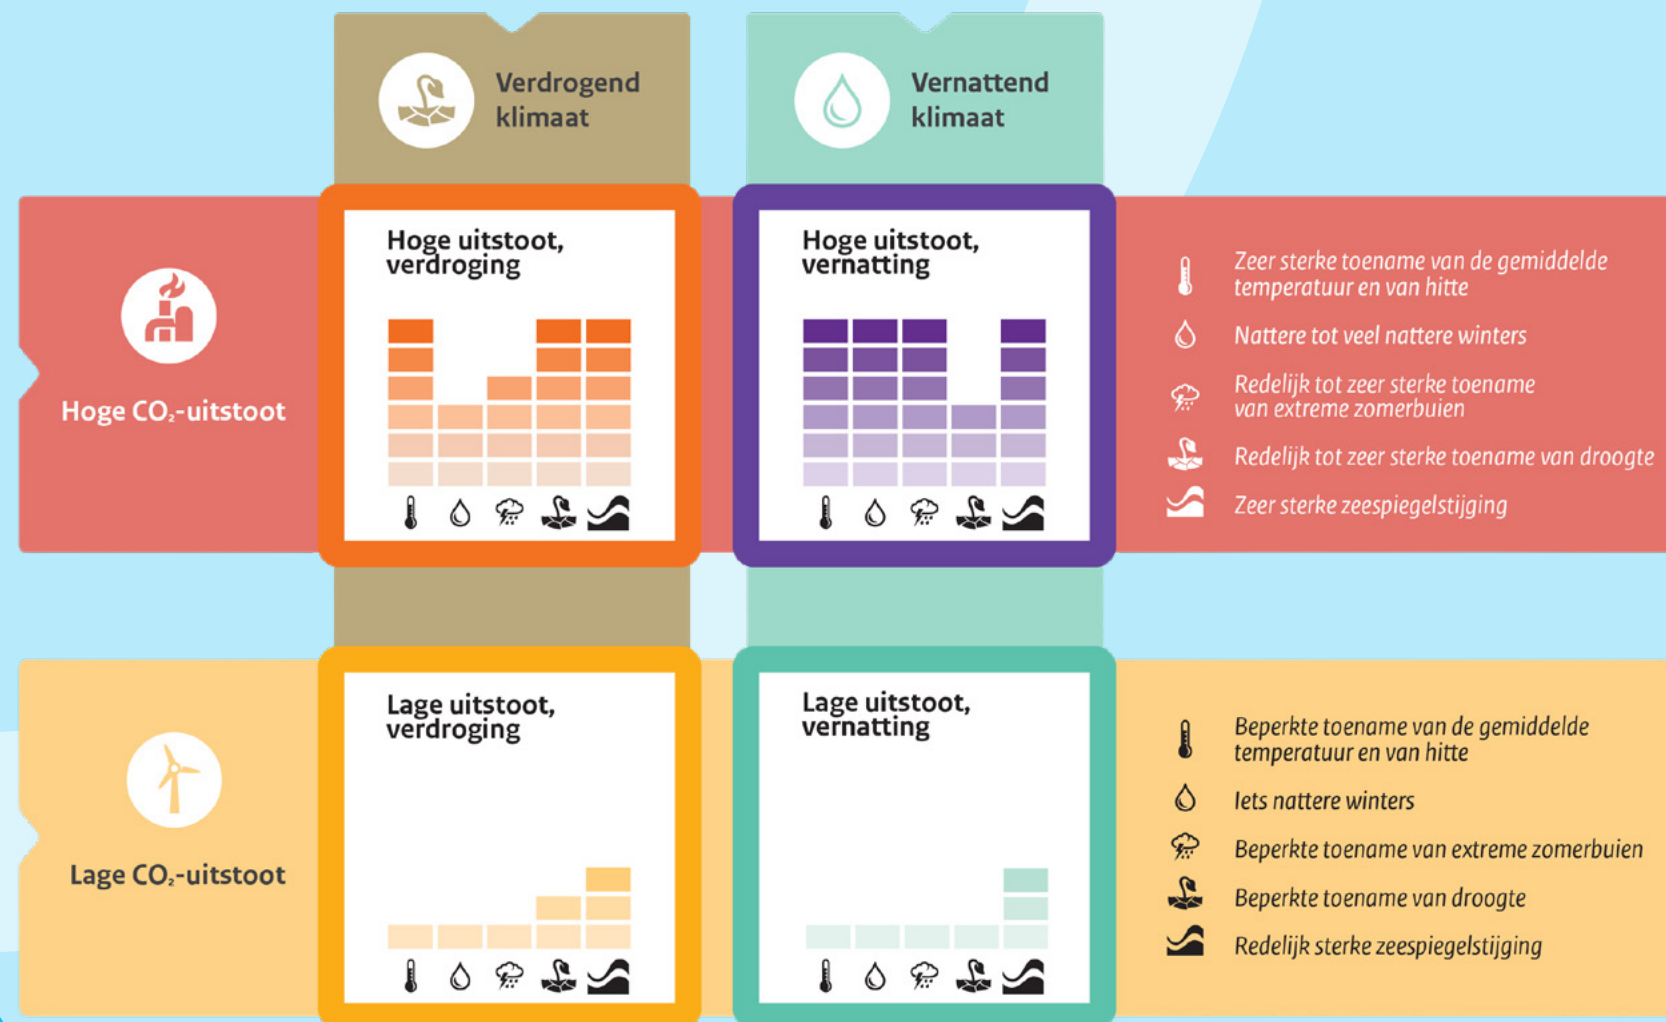 Verdrogend
klimaat
Vernattend
klimaat
Hoge CO₂-uitstoot
Hoge uitstoot,
verdroging
Hoge uitstoot,
vernatting
Zeer sterke toename van de gemiddelde
temperatuur en van hitte
Nattere tot veel nattere winters
Redelijk tot zeer sterke toename
van extreme zomerbuien
Redelijk tot zeer sterke toename van droogte
Zeer sterke zeespiegelstijging
Lage CO₂-uitstoot
Lage uitstoot,
verdroging
Lage uitstoot,
vernatting
Beperkte toename van de gemiddelde
temperatuur en van hitte
Iets nattere winters
Beperkte toename van extreme zomerbuien
Beperkte toename van droogte
Redelijk sterke zeespiegelstijging